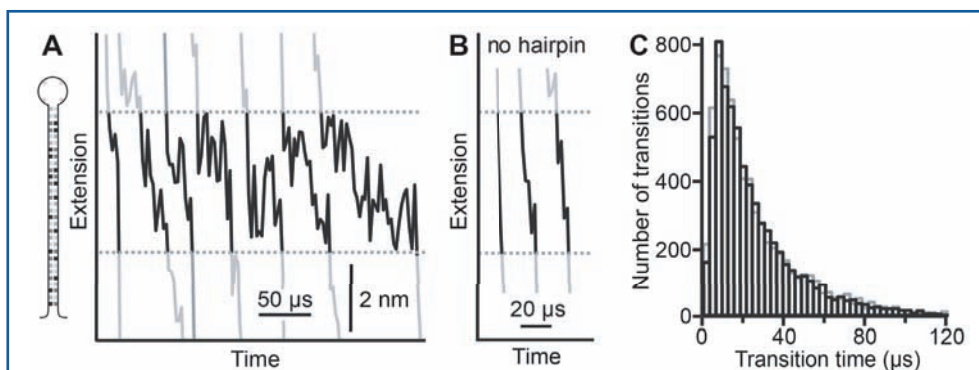 A
Extension
50 µs
2 nm
Time
B
no hairpin
Extension
20 µs
Time
C
Number of transitions
800
600
400
200
0
0
40
80
120
Transition time (µs)